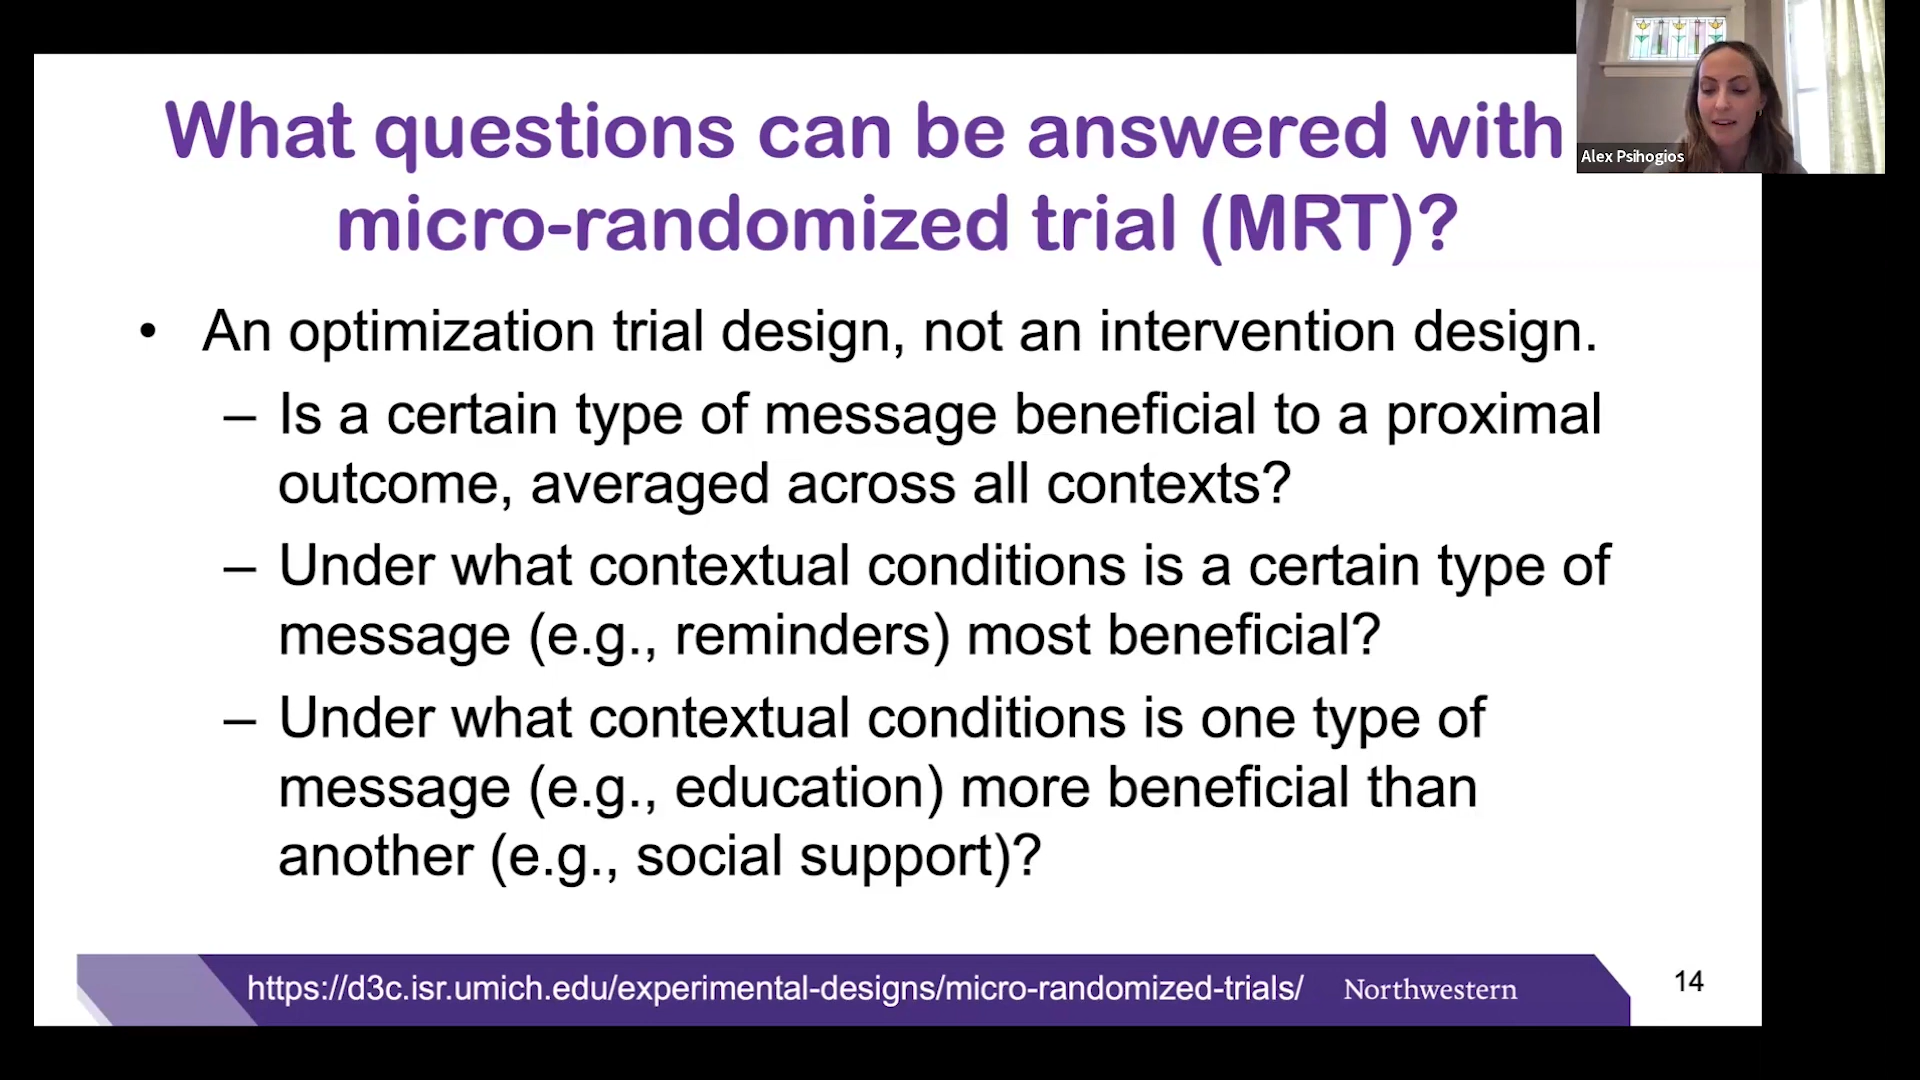 What questions can be answered with
micro-randomized trial (MRT)?
Alex Psihogios
• An optimization trial design, not an intervention design.
– Is a certain type of message beneficial to a proximal
outcome, averaged across all contexts?
– Under what contextual conditions is a certain type of
message (e.g., reminders) most beneficial?
– Under what contextual conditions is one type of
message (e.g., education) more beneficial than
another (e.g., social support)?
https://d3c.isr.umich.edu/experimental-designs/micro-randomized-trials/
Northwestern
14